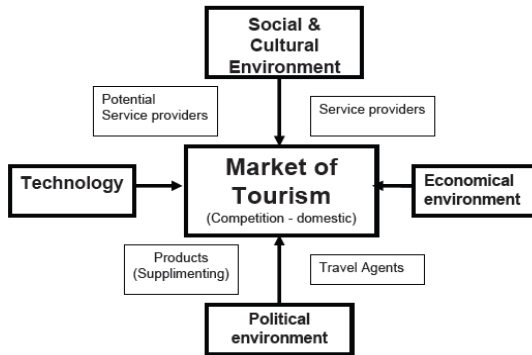 Social &
Cultural
Environment
Potential
Service providers
Service providers
Technology
Market of
Tourism
(Competition - domestic)
Economical
environment
Products
(Supplimenting)
Travel Agents
Political
environment